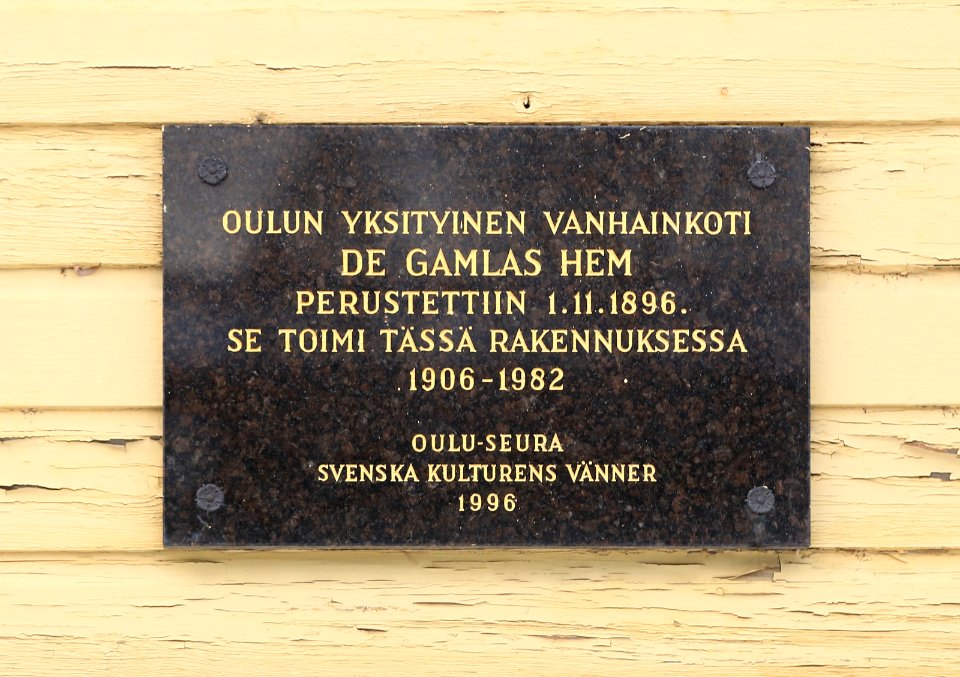 OULUN YKSITYINEN VANHAINKOTI
DE GAMLAS HEM
PERUSTETTIIN 1.11.1896.
SE TOIMI TÄSSÄ RAKENNUKSESSA
1906-1982
OULU-SEURA
SVENSKA KULTURENS VÄNNER
1996